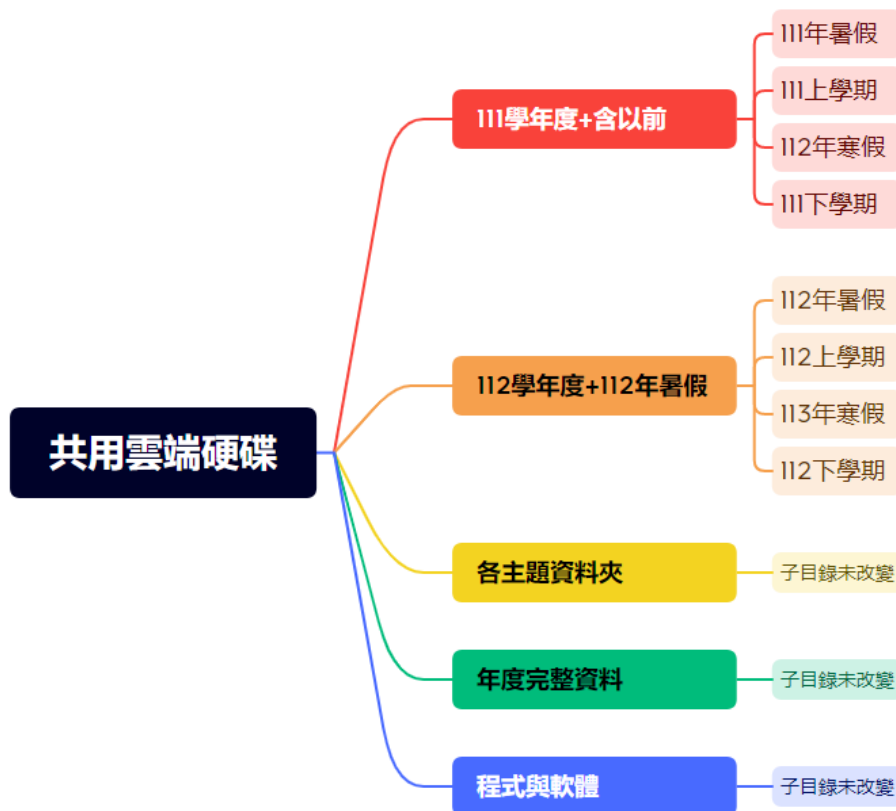 共用雲端硬碟
111學年度+含以前
111年暑假
111上學期
112年寒假
111下學期
112學年度+112年暑假
112年暑假
112上學期
113年寒假
112下學期
各主題資料夾
子目錄未改變
年度完整資料
子目錄未改變
程式與軟體
子目錄未改變